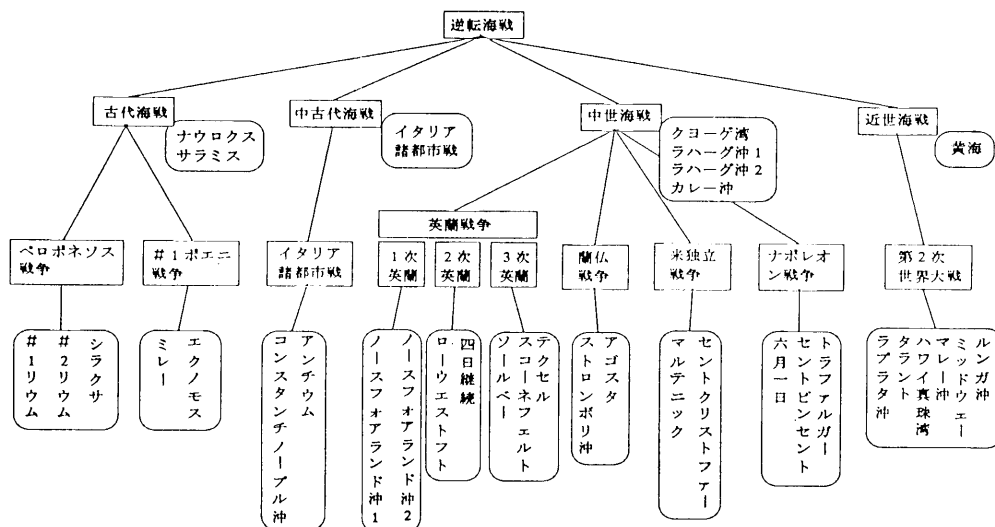 逆転海戦
古代海戦
ナウロクス
サラミス
中古代海戦
イタリア
諸都市戦
中世海戦
クヨーゲ湾
ラハーグ沖1
ラハーグ沖2
カレー沖
近世海戦
黄海
ペロポネソス
戦争
#1ポエニ
戦争
イタリア
諸都市戦
英蘭戦争
1次
英蘭
2次
英蘭
3次
英蘭
蘭仏
戦争
米独立
戦争
ナポレオ
ン戦争
第2次
世界大戦
シラクサ
#2リウム
#1リウム
エクノモス
ミレー
アンチウム
コンスタンチノープル沖
ノースフォアランド沖2
ノースフォアランド沖1
四日継続
ローウエストフト
テクセル
スコーネフェルト
ソールベー
アゴスタ
ストロンボリ沖
セントクリストファー
マルテニック
トラファルガー
セントビンセント
六月一日
ルンガ沖
ミッドウェー
マレー沖
ハワイ真珠湾
タラント
ラプラタ沖